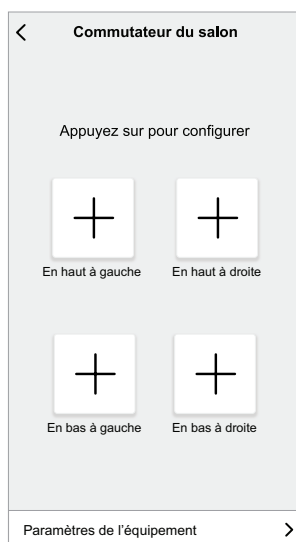 Commutateur du salon
Appuyez sur pour configurer
En haut à gauche
En haut à droite
En bas à gauche
En bas à droite
Paramètres de l'équipement